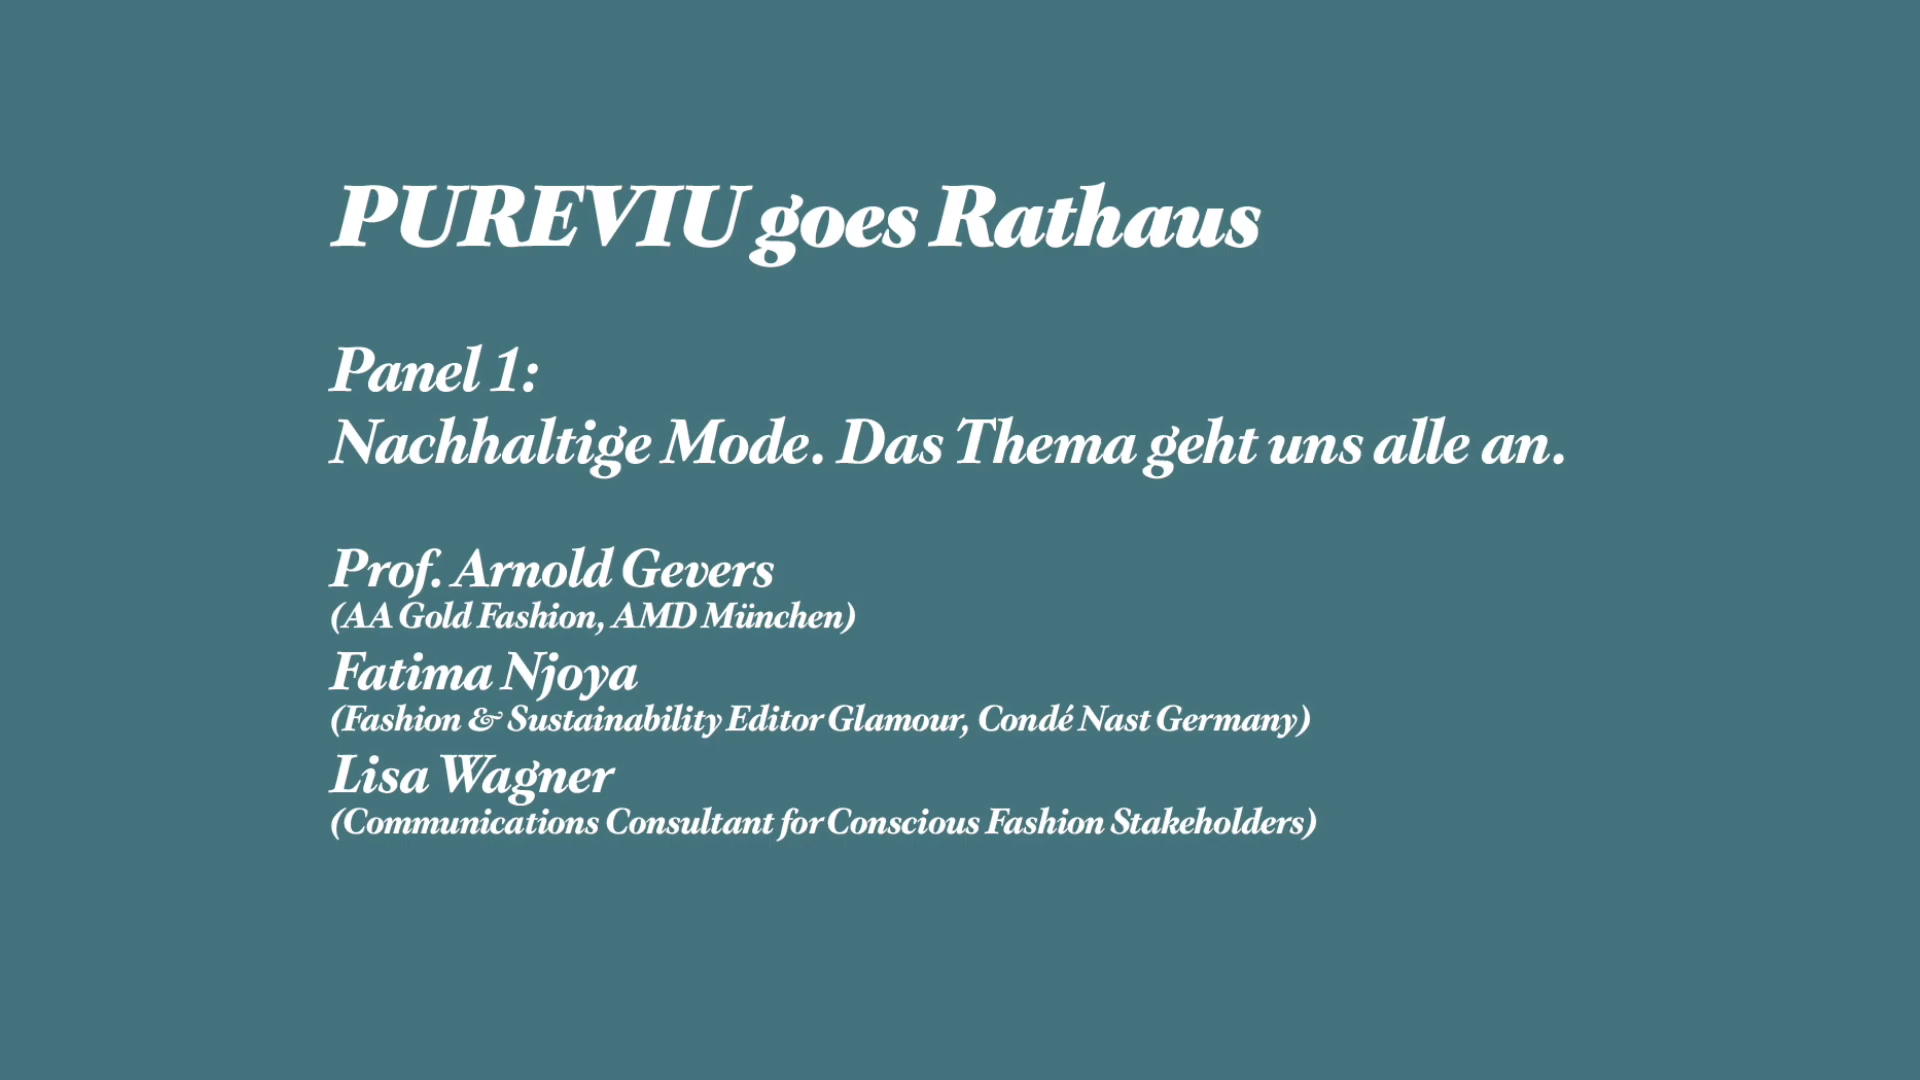 PUREVIU goes Rathaus
Panel 1:
Nachhaltige Mode. Das Thema geht uns alle an.
Prof. Arnold Gevers
(AA Gold Fashion, AMD München)
Fatima Njoya
(Fashion & Sustainability Editor Glamour, Condé Nast Germany)
Lisa Wagner
(Communications Consultant for Conscious Fashion Stakeholders)